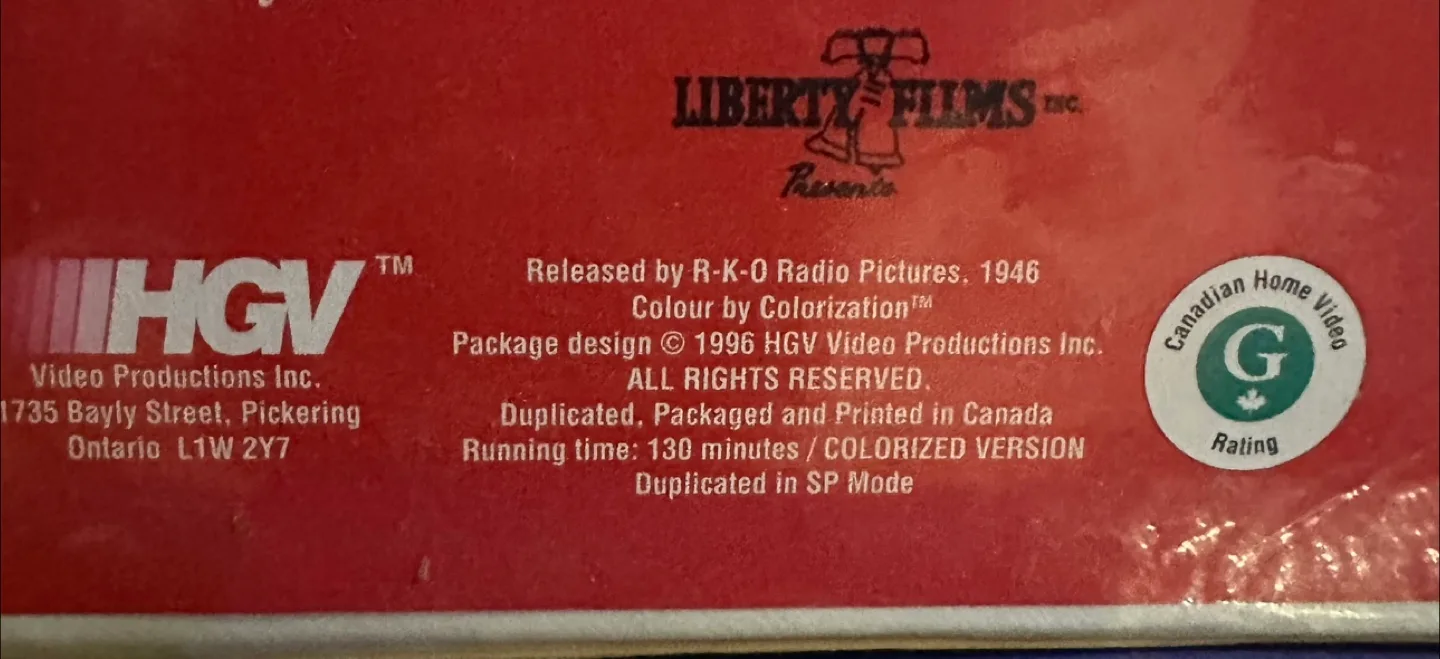 LIBERTY FILMS INC.
Presents
HGV™
Video Productions Inc.
1735 Bayly Street, Pickering
Ontario L1W 2Y7
Released by R-K-O Radio Pictures, 1946
Colour by Colorization™
Package design © 1996 HGV Video Productions Inc.
ALL RIGHTS RESERVED.
Duplicated, Packaged and Printed in Canada
Running time: 130 minutes / COLORIZED VERSION
Duplicated in SP Mode
Canadian Home Video
G
Rating